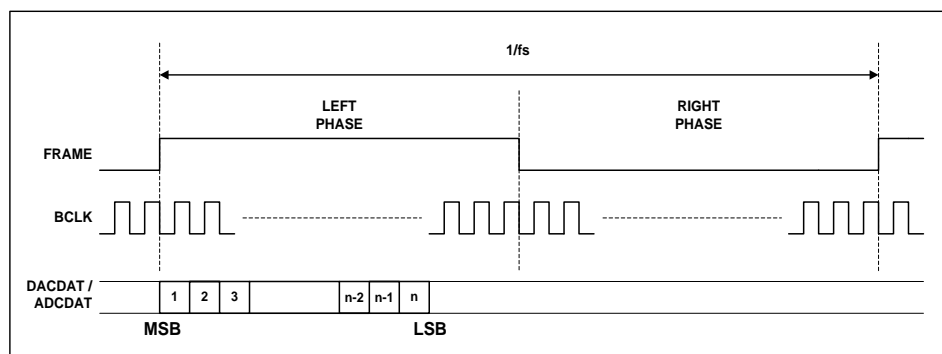 1/fs
LEFT
PHASE
RIGHT
PHASE
FRAME
BCLK
DACDAT /
ADCDAT
1 2 3 n-2 n-1 n
MSB LSB